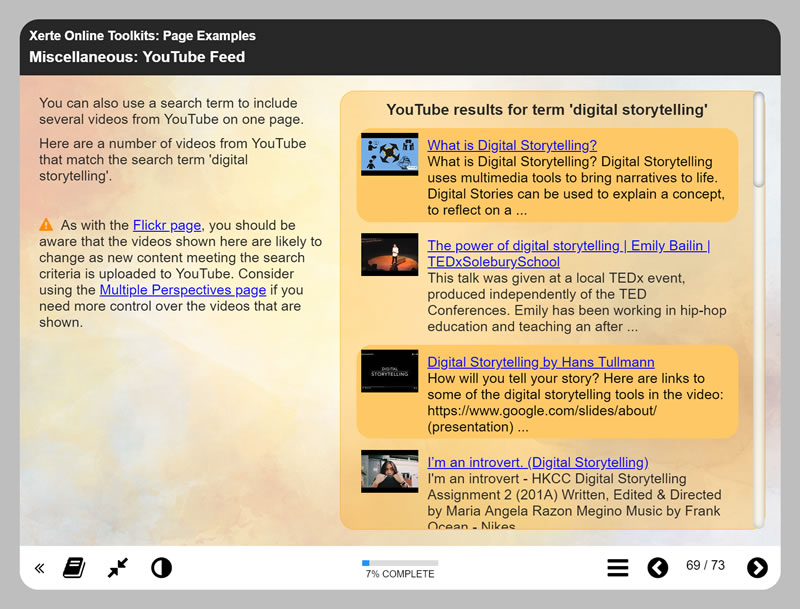 Xerte Online Toolkits: Page Examples
Miscellaneous: YouTube Feed
You can also use a search term to include
several videos from YouTube on one page.
Here are a number of videos from YouTube
that match the search term 'digital
storytelling'.
As with the Flickr page, you should be
aware that the videos shown here are likely to
change as new content meeting the search
criteria is uploaded to YouTube. Consider
using the Multiple Perspectives page if you
need more control over the videos that are
shown.
YouTube results for term 'digital storytelling'
What is Digital Storytelling?
What is Digital Storytelling? Digital Storytelling
uses multimedia tools to bring narratives to life.
Digital Stories can be used to explain a concept,
to reflect on a ...
The power of digital storytelling | Emily Bailin |
TEDxSoleburySchool
This talk was given at a local TEDx event,
produced independently of the TED
Conferences. Emily has been working in hip-hop
education and teaching an after ...
DIGITAL
STORYTELLING
Digital Storytelling by Hans Tullmann
How will you tell your story? Here are links to
some of the digital storytelling tools in the video:
https://www.google.com/slides/about/
(presentation) ...
I'm an introvert. (Digital Storytelling)
I'm an introvert - HKCC Digital Storytelling
Assignment 2 (201A) Written, Edited & Directed
by Maria Angela Razon Megino Music by Frank
Ocean - Nikes
7% COMPLETE
69 / 73